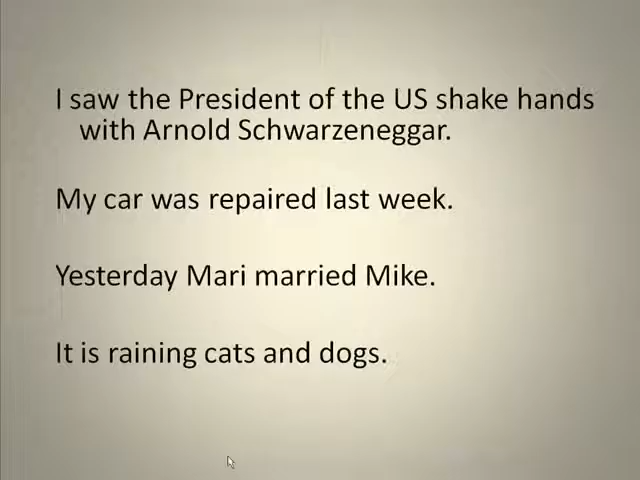 I saw the President of the US shake hands
with Arnold Schwarzeneggar.
My car was repaired last week.
Yesterday Mari married Mike.
It is raining cats and dogs.